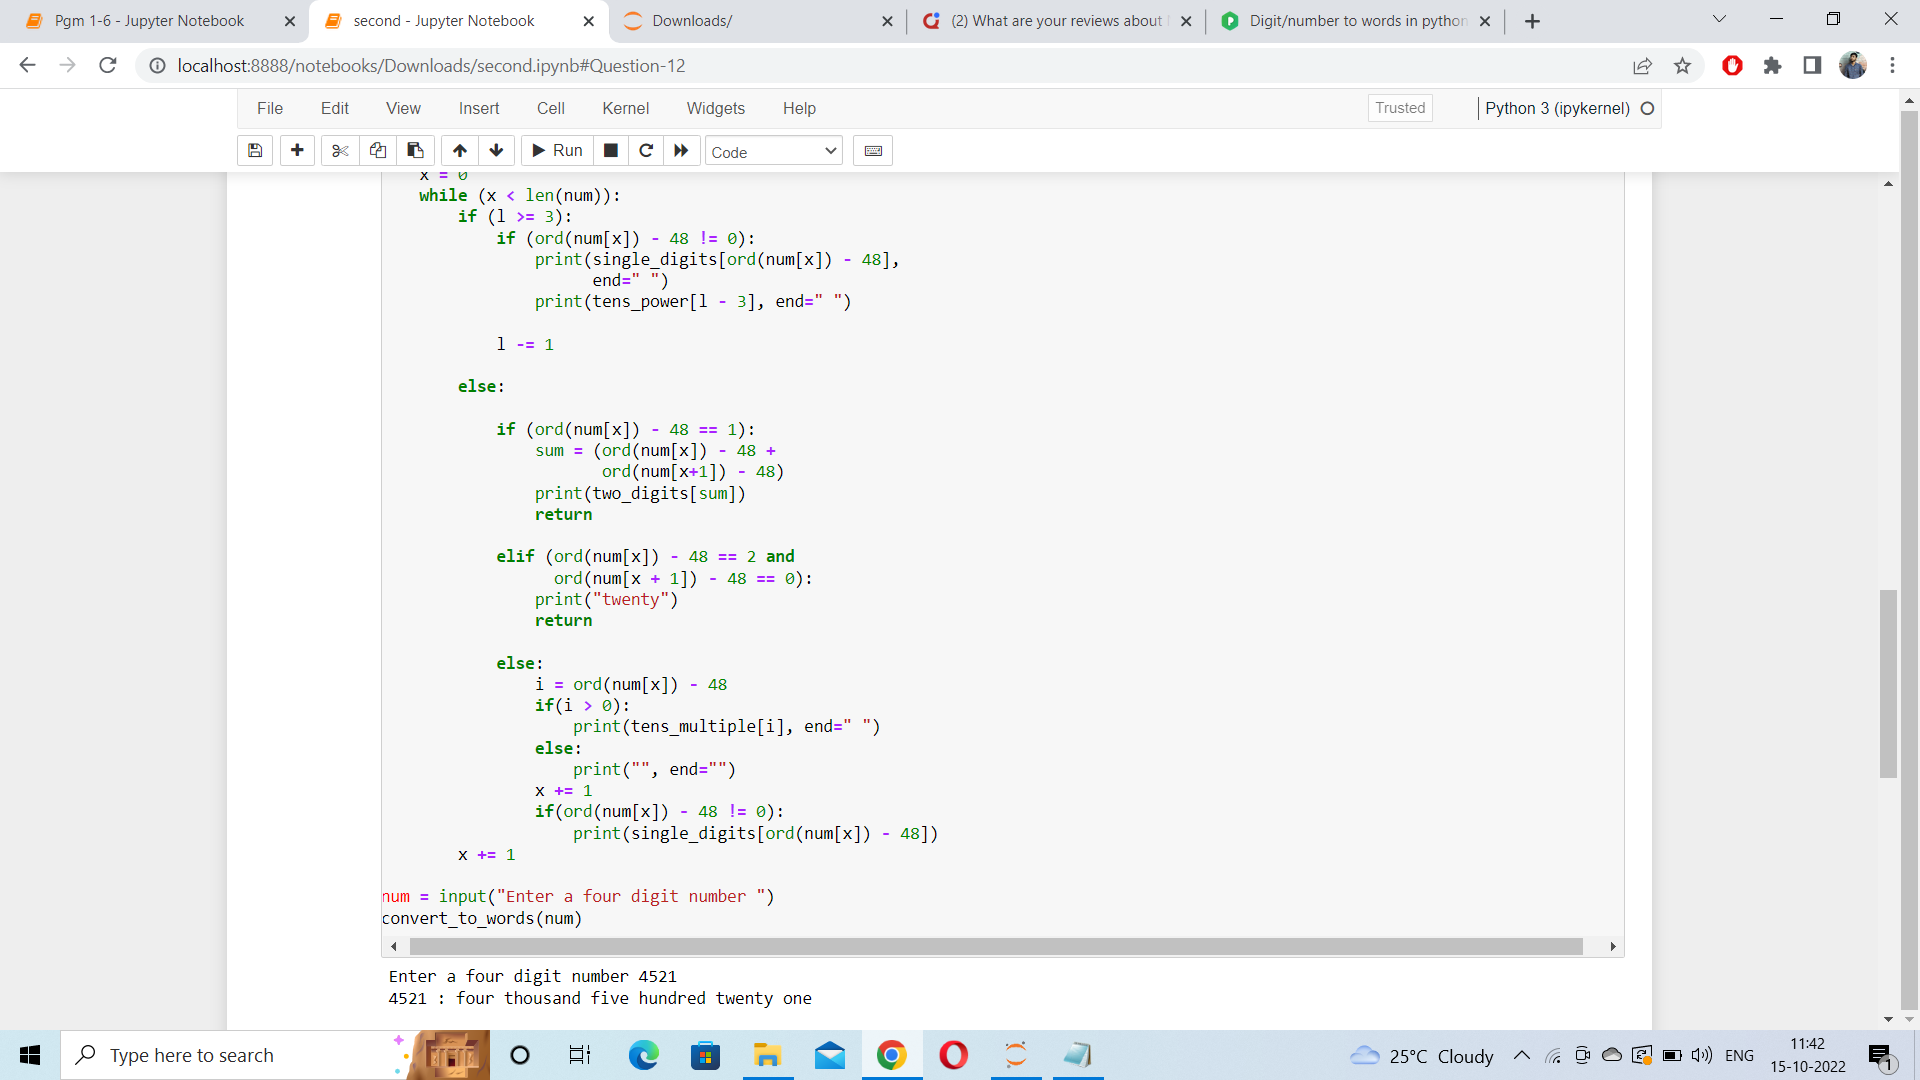 Pgm 1-6 - Jupyter Notebook
second - Jupyter Notebook
Downloads/
(2) What are your reviews about
Digit/number to words in python
localhost:8888/notebooks/Downloads/second.ipynb#Question-12
File Edit View Insert Cell Kernel Widgets Help
Trusted
Python 3 (ipykernel)
Run
Code
x = 0
while (x < len(num)):
if (l >= 3):
if (ord(num[x]) - 48 != 0):
print(single_digits[ord(num[x]) - 48],
end=" ")
print(tens_power[l - 3], end=" ")
l -= 1
else:
if (ord(num[x]) - 48 == 1):
sum = (ord(num[x]) - 48 +
ord(num[x+1]) - 48)
print(two_digits[sum])
return
elif (ord(num[x]) - 48 == 2 and
ord(num[x + 1]) - 48 == 0):
print("twenty")
return
else:
i = ord(num[x]) - 48
if(i > 0):
print(tens_multiple[i], end=" ")
else:
print("", end="")
x += 1
if(ord(num[x]) - 48 != 0):
print(single_digits[ord(num[x]) - 48])
x += 1
num = input("Enter a four digit number ")
convert_to_words(num)
Enter a four digit number 4521
4521 : four thousand five hundred twenty one
Type here to search
25°C Cloudy
ENG
11:42
15-10-2022
1